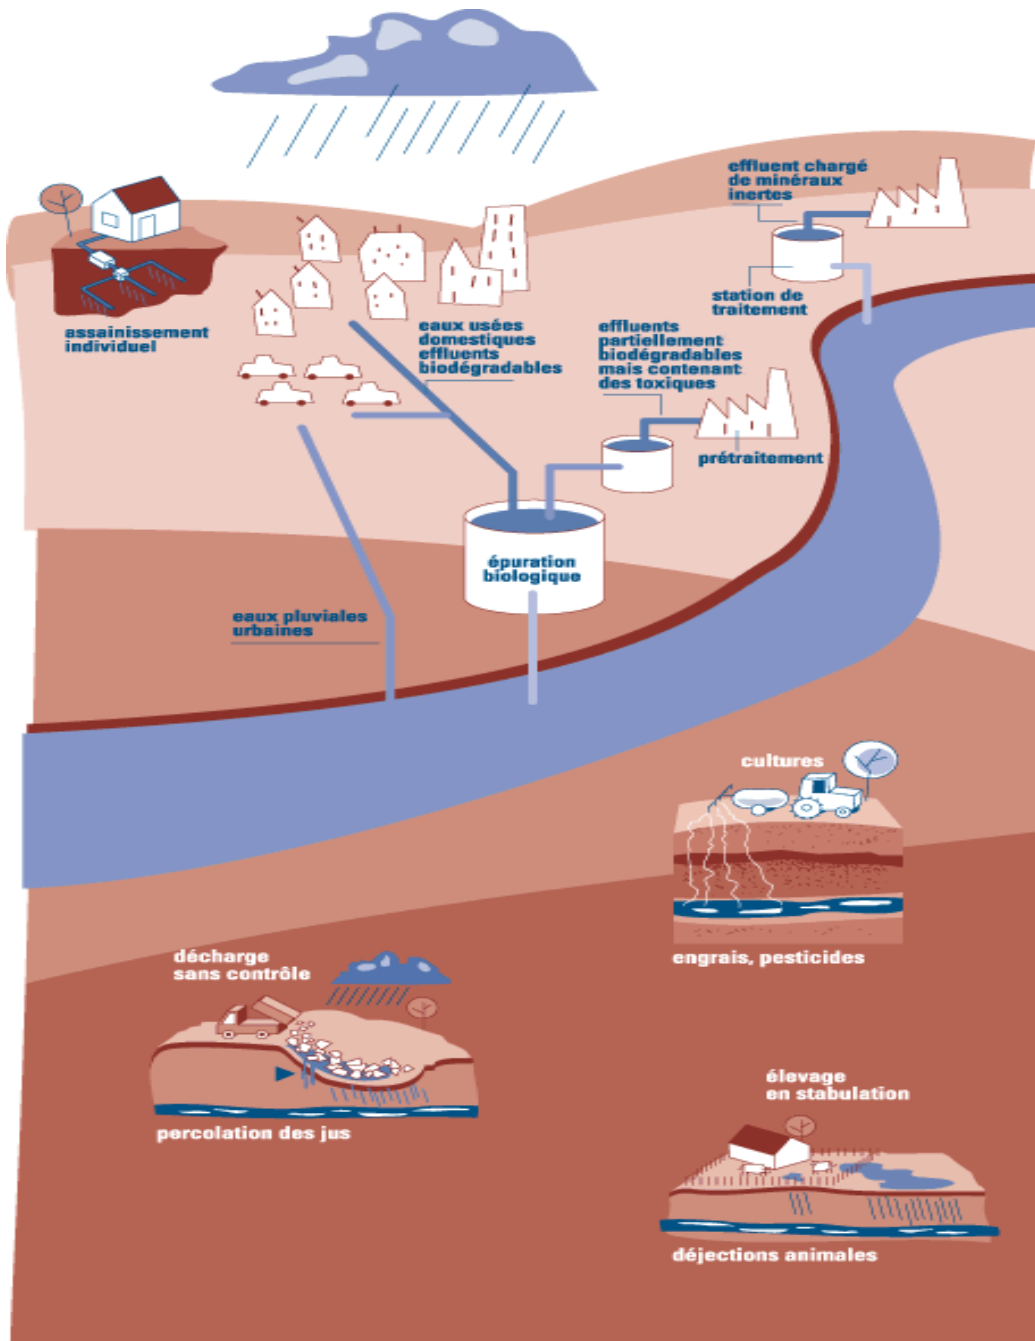 effluent chargé
de minéraux
inertes
station de
traitement
assainissement
individuel
eaux usées
domestiques
effluents
biodégradables
effluents
partiellement
biodégradables
mais contenant
des toxiques
prétraitement
épuration
biologique
eaux pluviales
urbaines
cultures
engrais, pesticides
décharge
sans contrôle
percolation des jus
élevage
en stabulation
déjections animales